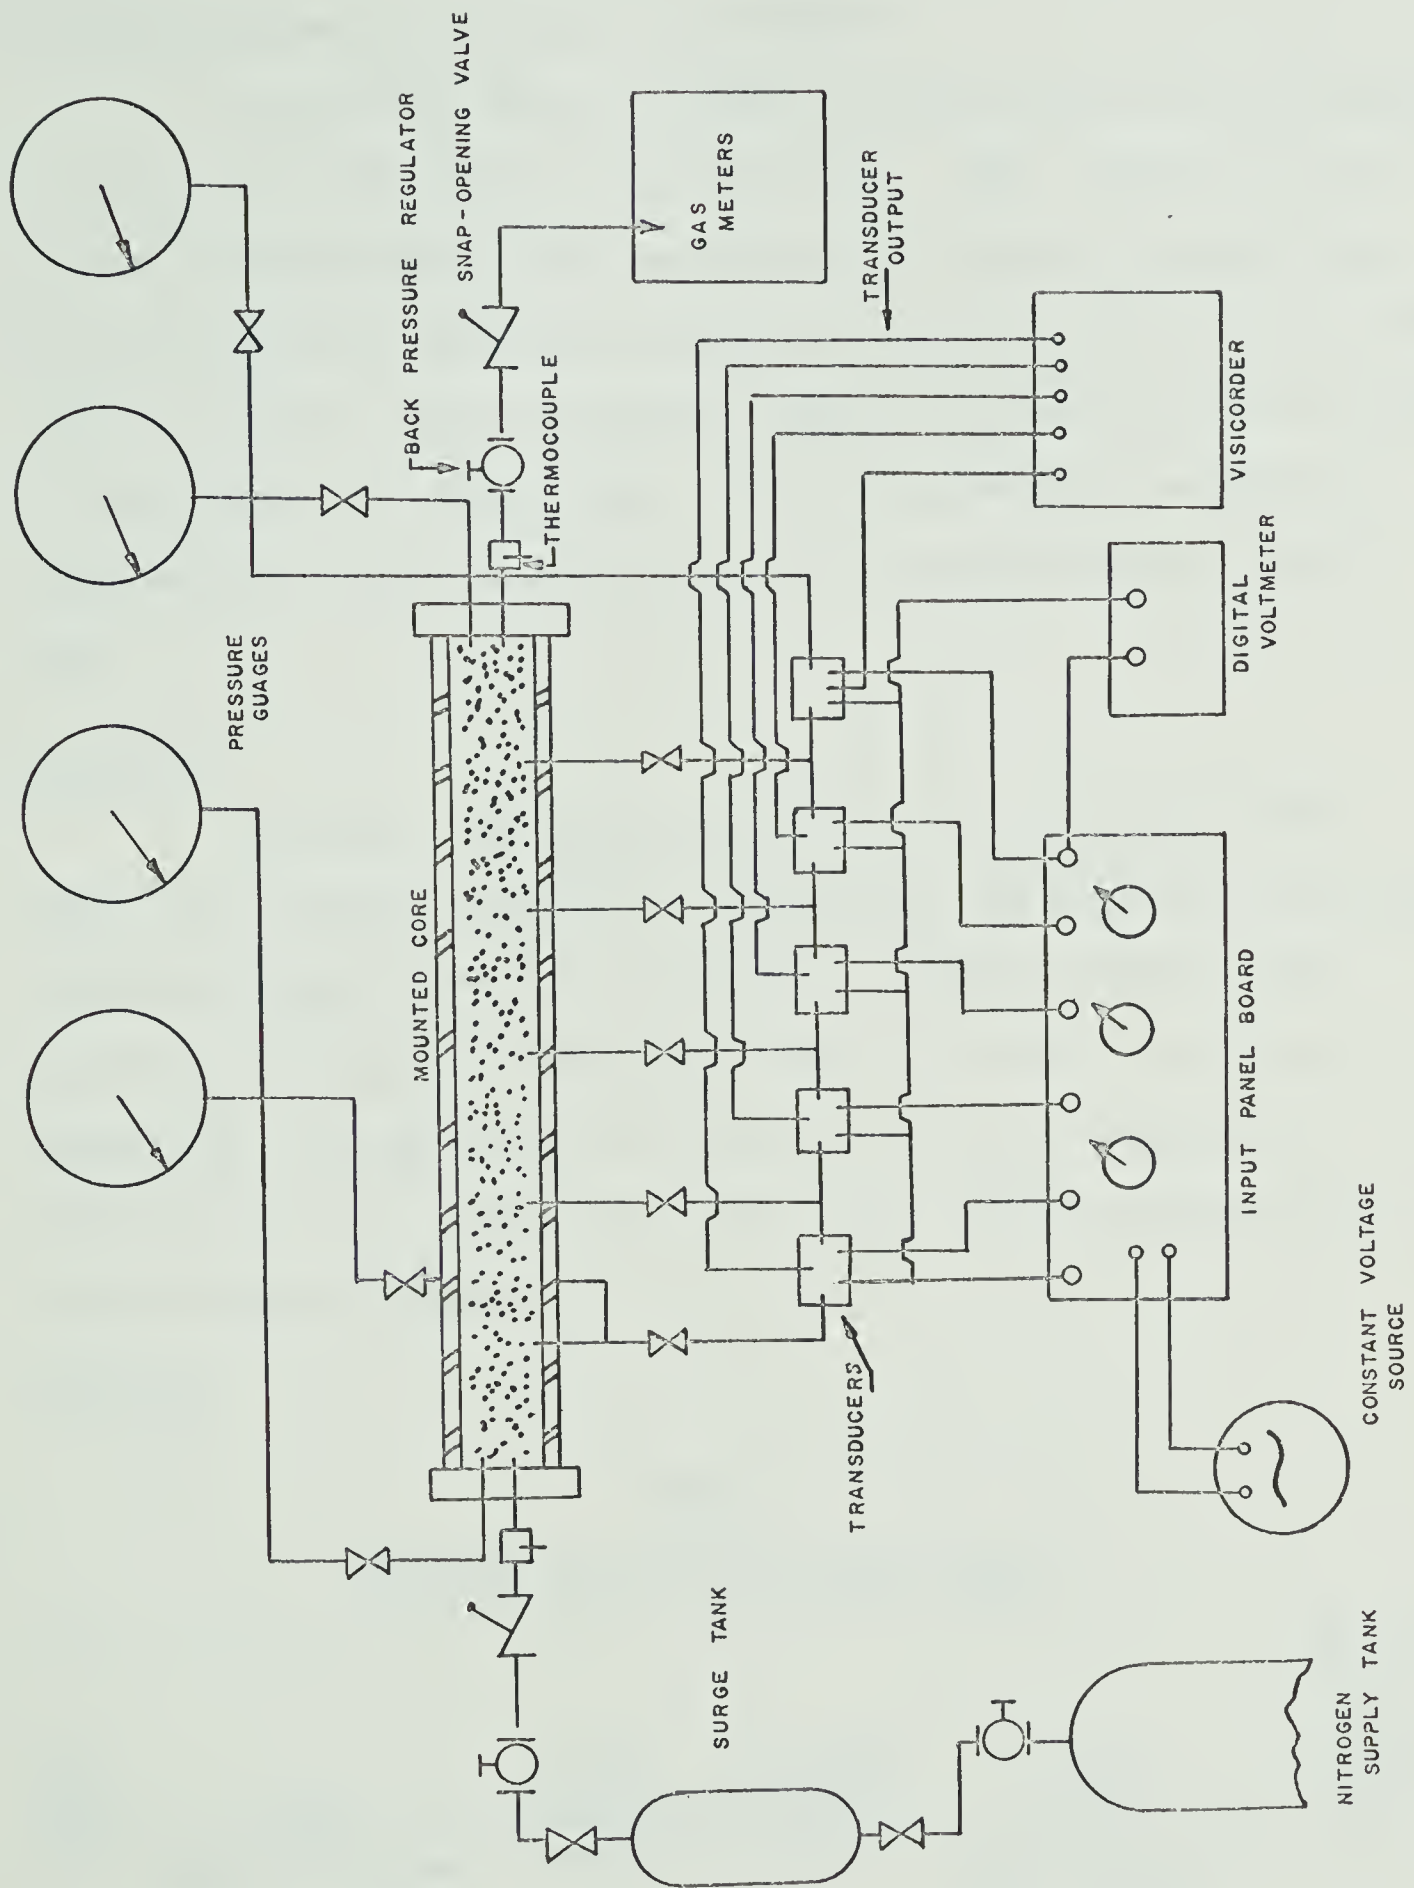 PRESSURE
GUAGES
MOUNTED CORE
BACK PRESSURE REGULATOR
SNAP-OPENING VALVE
THERMOCOUPLE
GAS
METERS
TRANSDUCER
OUTPUT
SURGE TANK
TRANSDUCERS
VISICORDER
DIGITAL
VOLTMETER
INPUT PANEL BOARD
CONSTANT VOLTAGE
SOURCE
NITROGEN
SUPPLY TANK